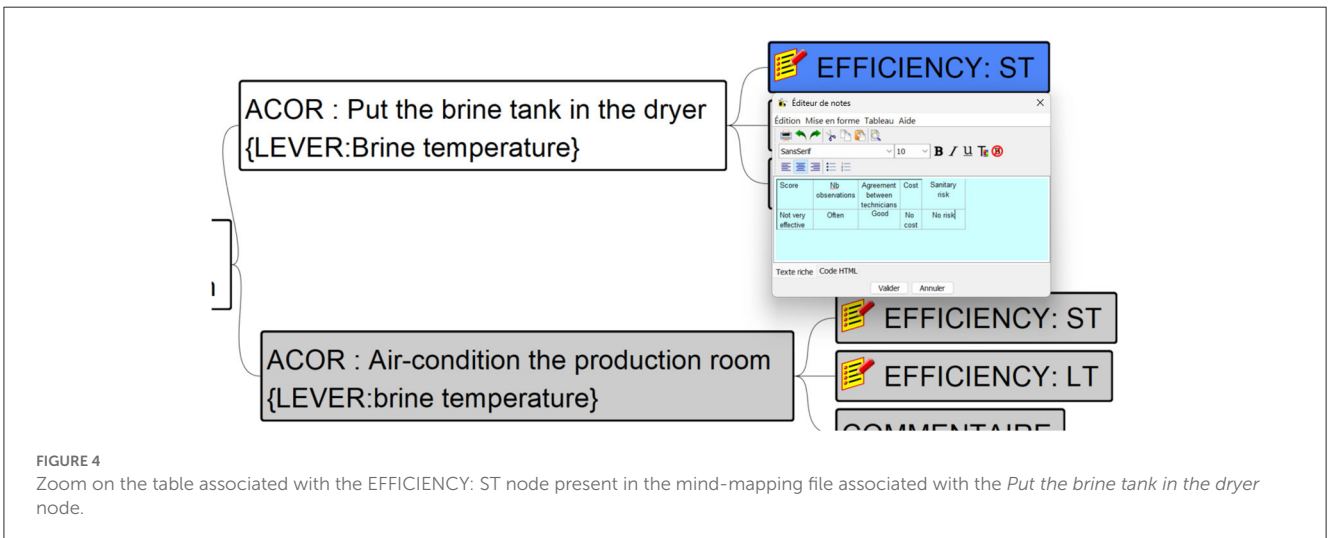 EFFICIENCY: ST
ACOR : Put the brine tank in the dryer
{LEVER:Brine temperature}
Éditeur de notes
Édition Mise en forme Tableau Aide
SansSerif 10 B I U
Score Nb observations Agreement between technicians Cost Sanitary risk
Not very effective Often Good No cost No risk
Texte riche Code HTML
Valider Annuler
EFFICIENCY: ST
ACOR : Air-condition the production room
{LEVER:brine temperature}
EFFICIENCY: LT
COMMENTAIRE
FIGURE 4
Zoom on the table associated with the EFFICIENCY: ST node present in the mind-mapping file associated with the Put the brine tank in the dryer
node.